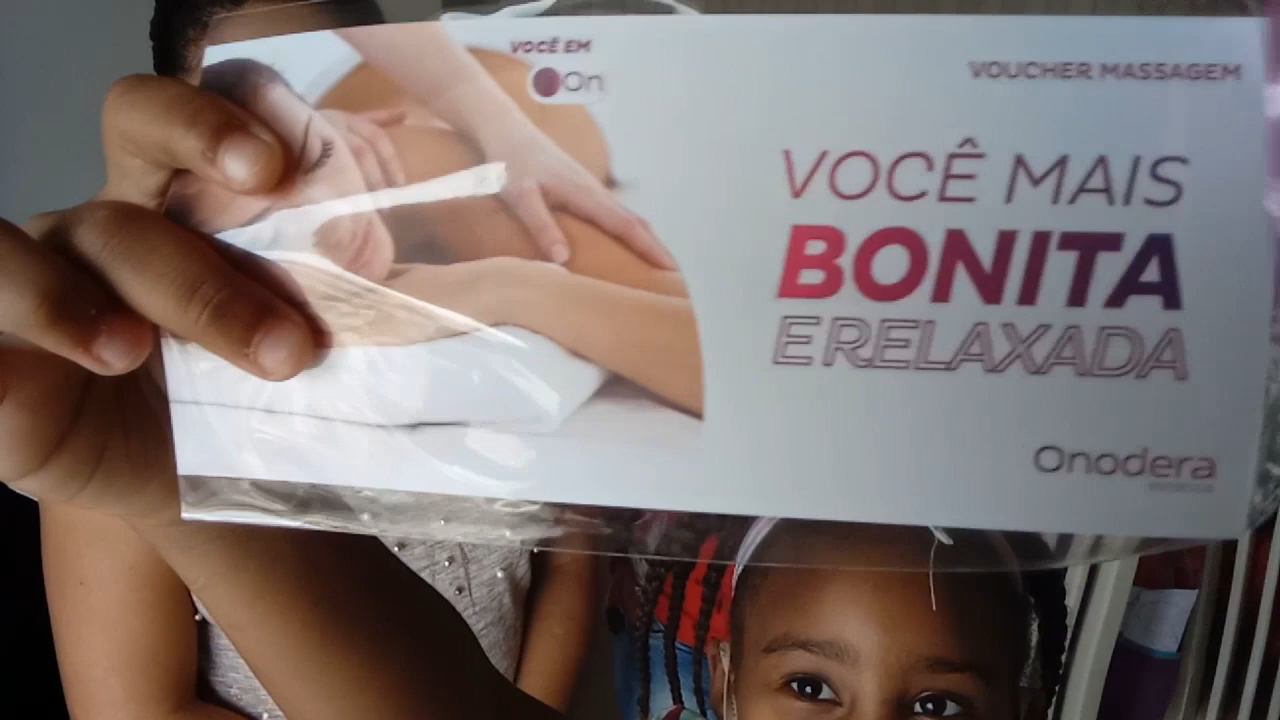 VOCÊ EM
On
VOUCHER MASSAGEM
VOCÊ MAIS
BONITA
E RELAXADA
Onodera